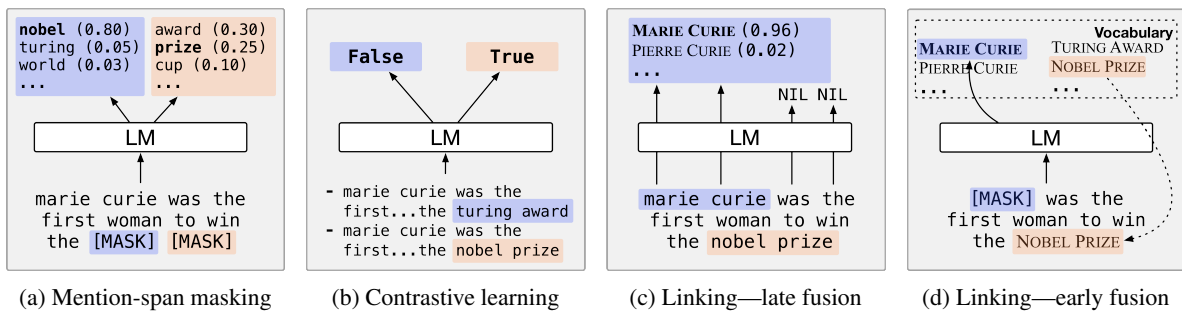 nobel (0.80)
turing (0.05)
world (0.03)
...
award (0.30)
prize (0.25)
cup (0.10)
...
LM
marie curie was the
first woman to win
the [MASK] [MASK]
(a) Mention-span masking
False
True
LM
- marie curie was the
first...the turing award
- marie curie was the
first...the nobel prize
(b) Contrastive learning
MARIE CURIE (0.96)
PIERRE CURIE (0.02)
...
NIL NIL
LM
marie curie was the
first woman to win
the nobel prize
(c) Linking—late fusion
Vocabulary
MARIE CURIE
PIERRE CURIE
...
TURING AWARD
NOBEL PRIZE
...
LM
[MASK] was the
first woman to win
the NOBEL PRIZE
(d) Linking—early fusion